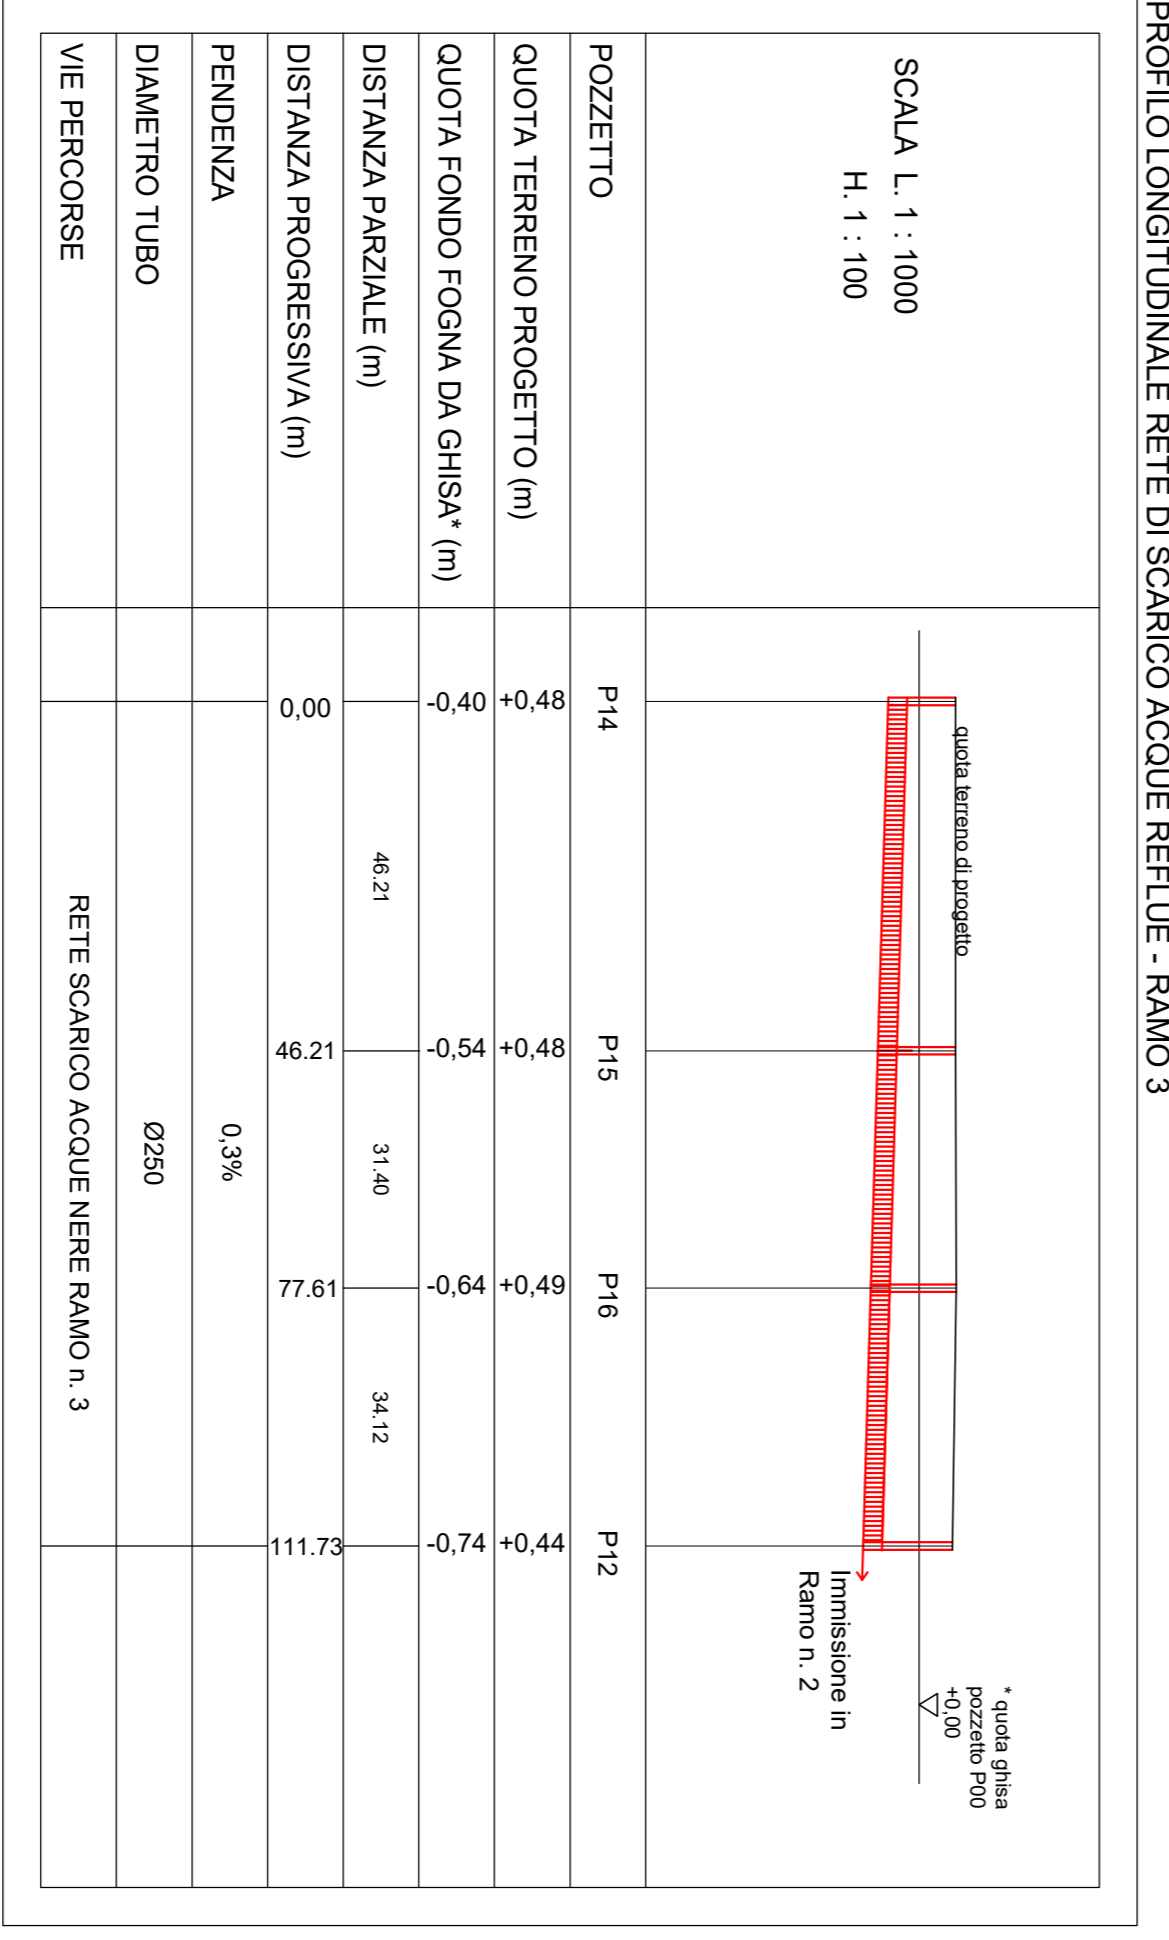 PROFILO LONGITUDINALE RETE DI SCARICO ACQUE REFLUE - RAMO 3
SCALA L. 1 : 1000
H. 1 : 100
quota terreno di progetto
* quota ghisa
pozzetto P00
+0,00
Immissione in
Ramo n. 2
POZZETTO P14 P15 P16 P12
QUOTA TERRENO PROGETTO (m) +0,48 +0,48 +0,49 +0,44
QUOTA FONDO FOGNA DA GHISA* (m) -0,40 -0,54 -0,64 -0,74
DISTANZA PARZIALE (m) 46.21 31.40 34.12
DISTANZA PROGRESSIVA (m) 0,00 46.21 77.61 111.73
PENDENZA 0,3%
DIAMETRO TUBO Ø250
VIE PERCORSE RETE SCARICO ACQUE NERE RAMO n. 3